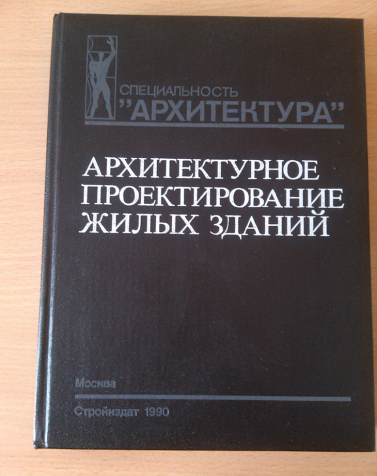 СПЕЦИАЛЬНОСТЬ
"АРХИТЕКТУРА"
АРХИТЕКТУРНОЕ
ПРОЕКТИРОВАНИЕ
ЖИЛЫХ ЗДАНИЙ
Москва
Стройиздат 1990